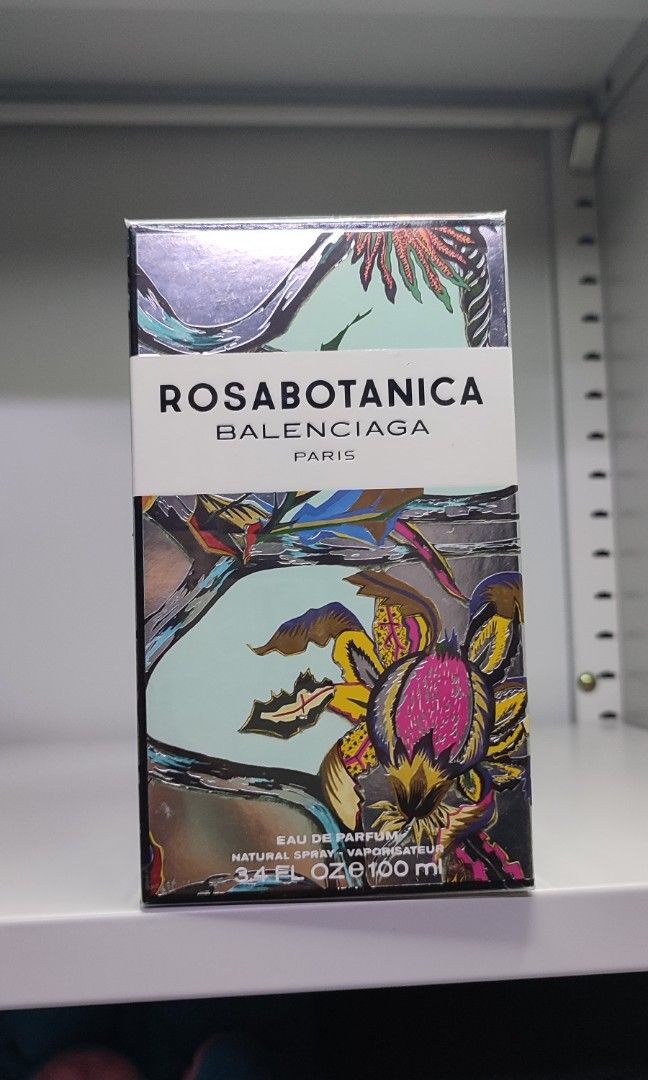 ROSABOTANICA
BALENCIAGA
PARIS
EAU DE PARFUM
NATURAL SPRAY - VAPORISATEUR
3.4 FL OZ e 100 ml